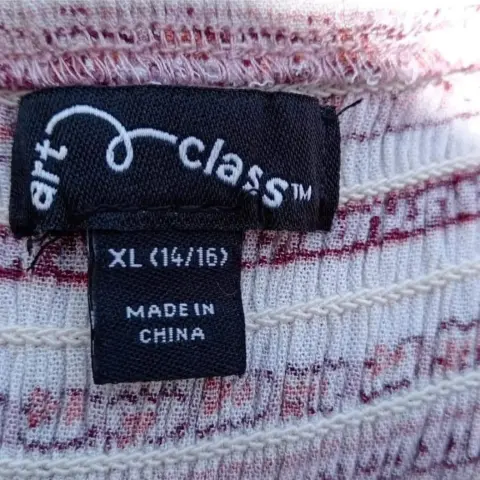 art class™
XL (14/16)
MADE IN
CHINA